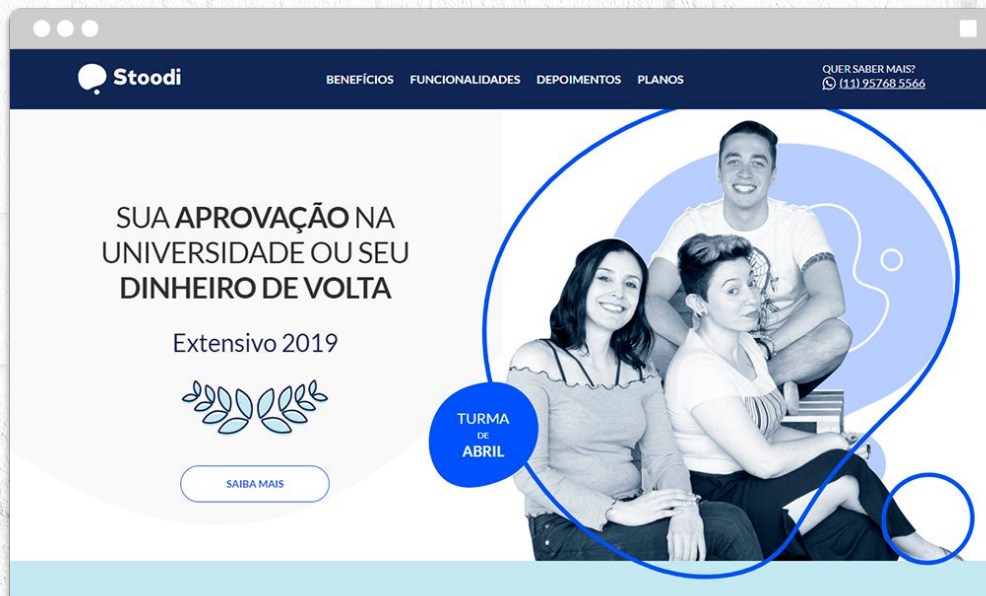 Stoodi
BENEFÍCIOS FUNCIONALIDADES DEPOIMENTOS PLANOS
QUER SABER MAIS?
(11) 95768 5566
SUA APROVAÇÃO NA
UNIVERSIDADE OU SEU
DINHEIRO DE VOLTA
Extensivo 2019
TURMA
DE
ABRIL
SAIBA MAIS